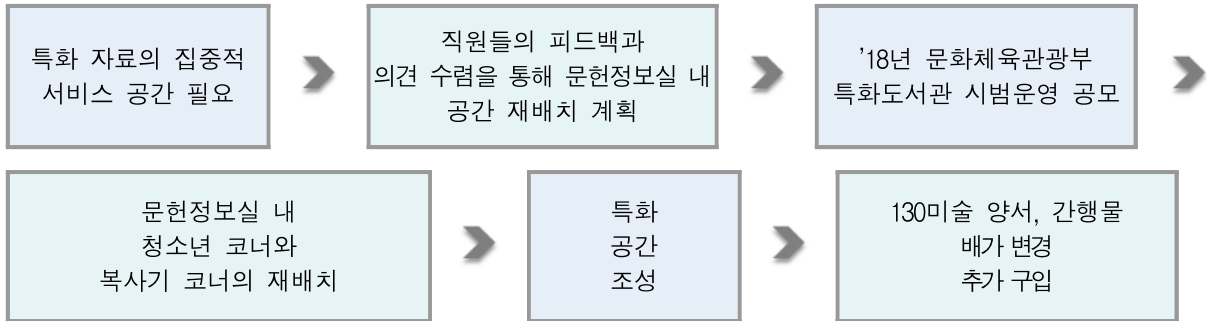 특화 자료의 집중적
서비스 공간 필요
직원들의 피드백과
의견 수렴을 통해 문헌정보실 내
공간 재배치 계획
'18년 문화체육관광부
특화도서관 시범운영 공모
문헌정보실 내
청소년 코너와
복사기 코너의 재배치
특화
공간
조성
130미술 양서, 간행물
배가 변경
추가 구입